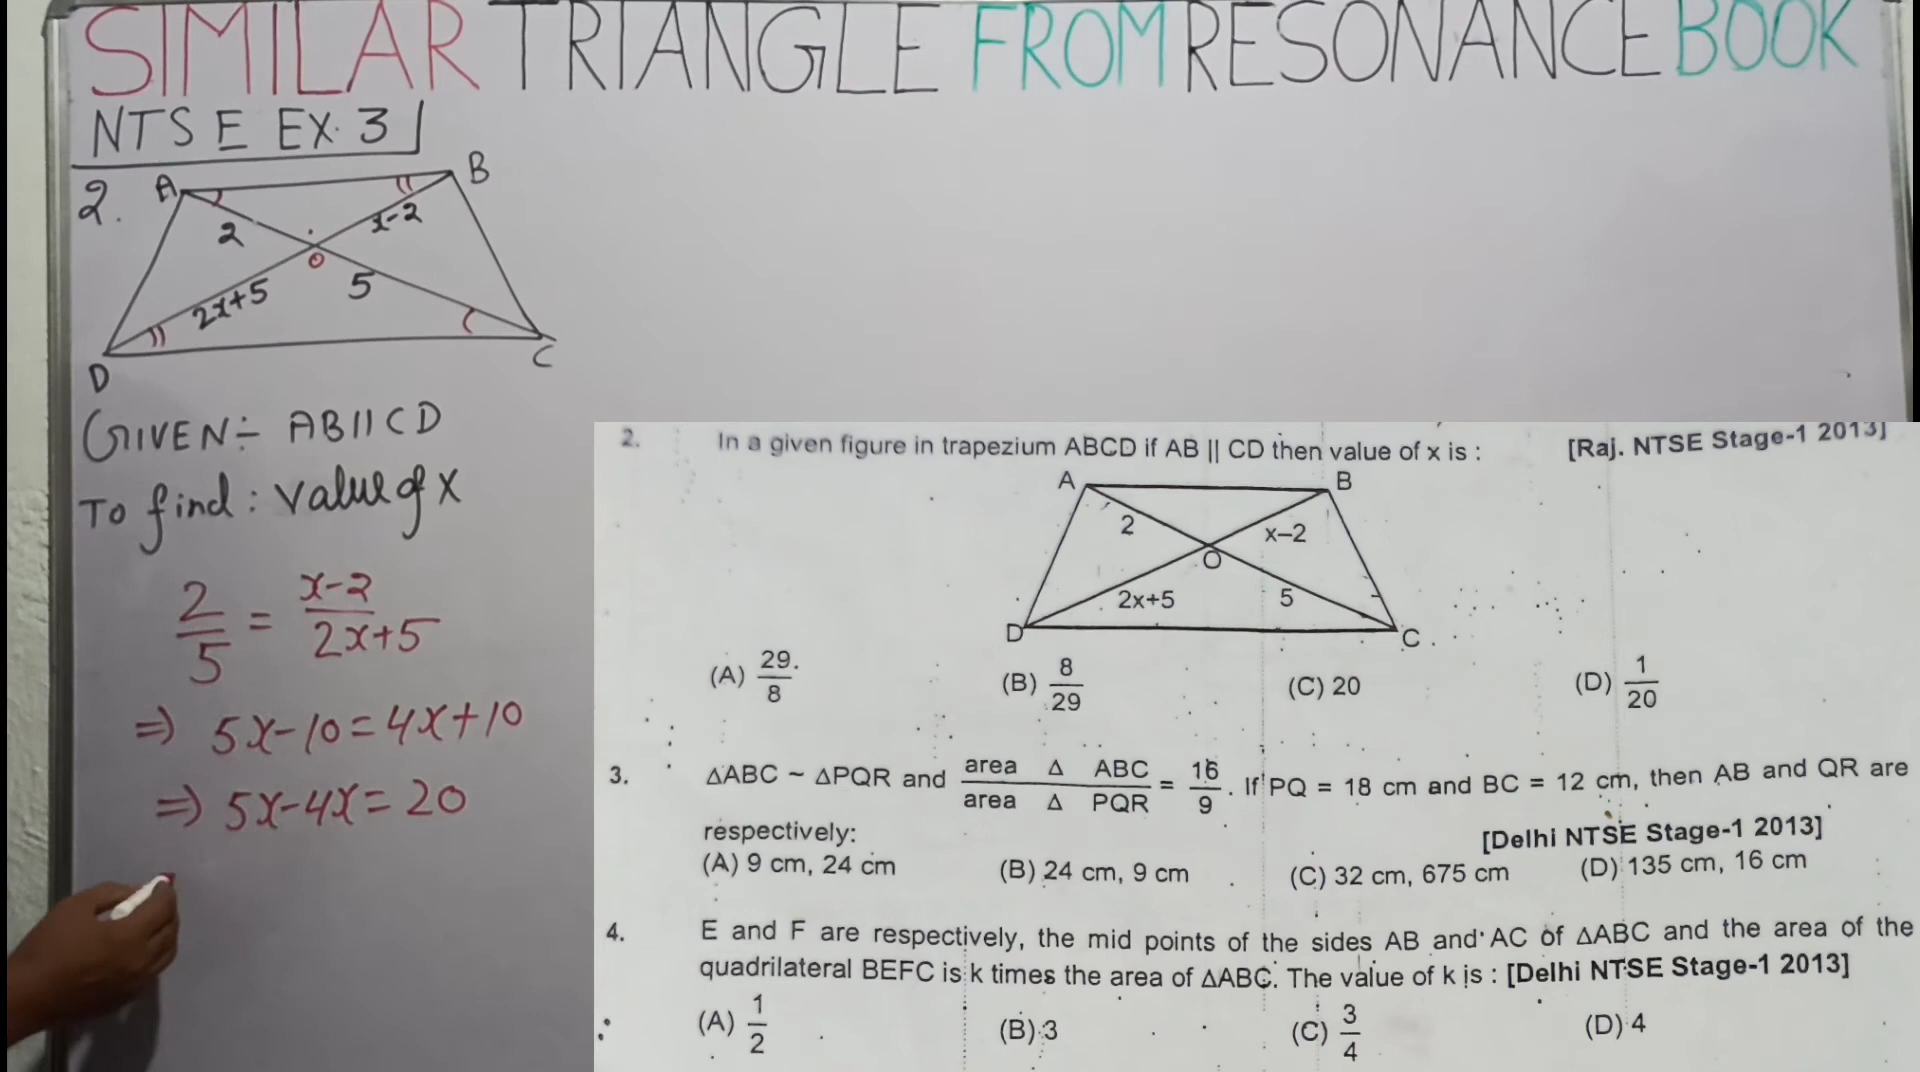 SIMILAR TRIANGLE FROM RESONANCE BOOK
NTSE EX. 3
2.
A
B
2
x-2
O
2x+5
5
D
C
GIVEN:- AB||CD
To find: Value of x
2/5 = x-2/2x+5
⇒ 5x-10=4x+10
⇒ 5x-4x=20
2. In a given figure in trapezium ABCD if AB || CD then value of x is : [Raj. NTSE Stage-1 2013]
A
B
2
x–2
O
2x+5
5
D
C
(A) 29/8 (B) 8/29 (C) 20 (D) 1/20
3. ΔABC ~ ΔPQR and area Δ ABC/area Δ PQR = 16/9. If PQ = 18 cm and BC = 12 cm, then AB and QR are
respectively: [Delhi NTSE Stage-1 2013]
(A) 9 cm, 24 cm (B) 24 cm, 9 cm (C) 32 cm, 675 cm (D) 135 cm, 16 cm
4. E and F are respectively, the mid points of the sides AB and AC of ΔABC and the area of the
quadrilateral BEFC is k times the area of ΔABC. The value of k is : [Delhi NTSE Stage-1 2013]
(A) 1/2 (B) 3 (C) 3/4 (D) 4